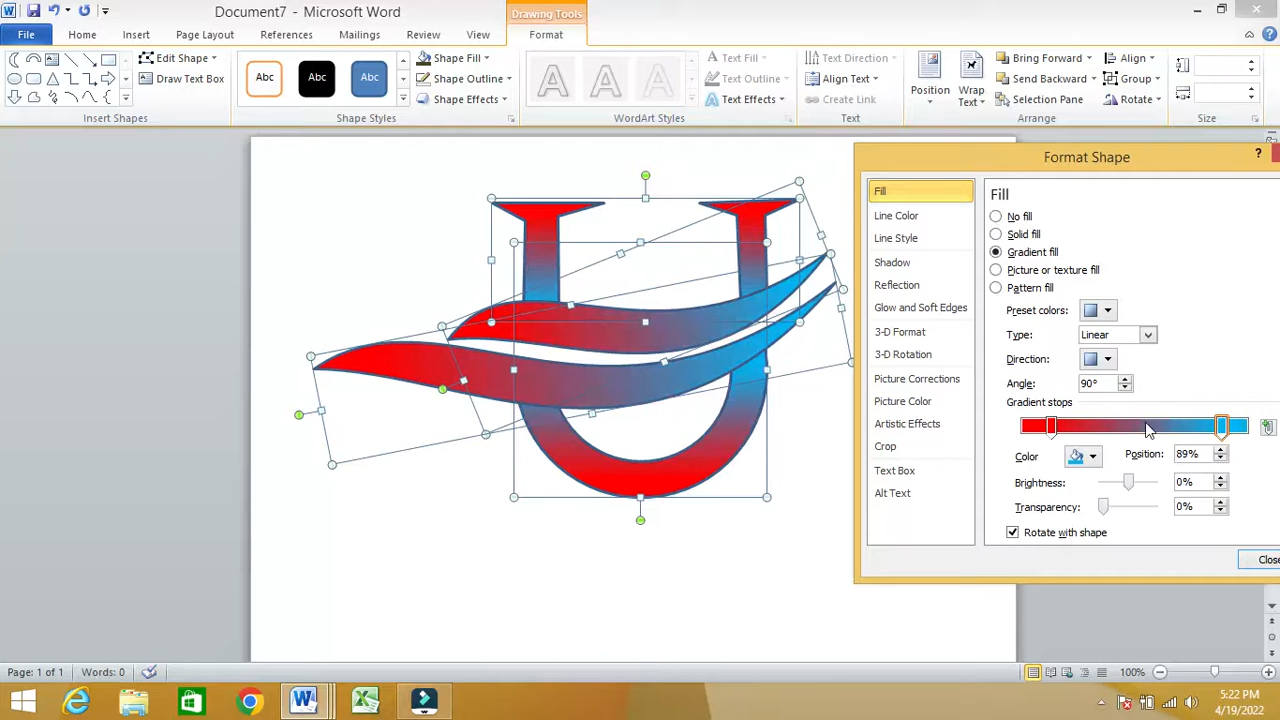 Document7 - Microsoft Word
Drawing Tools
File Home Insert Page Layout References Mailings Review View Format
Edit Shape
Draw Text Box
Insert Shapes
Abc Abc Abc
Shape Fill
Shape Outline
Shape Effects
Shape Styles
A A A
Text Fill
Text Outline
Text Effects
WordArt Styles
Text Direction
Align Text
Create Link
Text
Position
Wrap
Text
Bring Forward
Send Backward
Selection Pane
Align
Group
Rotate
Arrange
Size
Format Shape
?
Fill
Line Color
Line Style
Shadow
Reflection
Glow and Soft Edges
3-D Format
3-D Rotation
Picture Corrections
Picture Color
Artistic Effects
Crop
Text Box
Alt Text
Fill
No fill
Solid fill
Gradient fill
Picture or texture fill
Pattern fill
Preset colors:
Type: Linear
Direction:
Angle: 90°
Gradient stops
Color Position: 89%
Brightness: 0%
Transparency: 0%
Rotate with shape
Close
U
Page: 1 of 1 Words: 0
100%
5:22 PM
4/19/2022